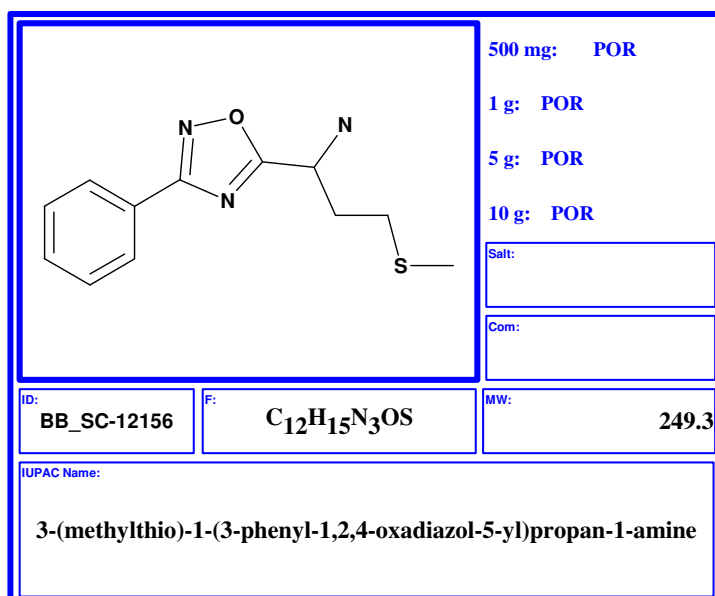 500 mg: POR
1 g: POR
5 g: POR
10 g: POR
N
O
N
N
S
Salt:
Com:
ID:
BB_SC-12156
F:
C12H15N3OS
MW:
249.3
IUPAC Name:
3-(methylthio)-1-(3-phenyl-1,2,4-oxadiazol-5-yl)propan-1-amine